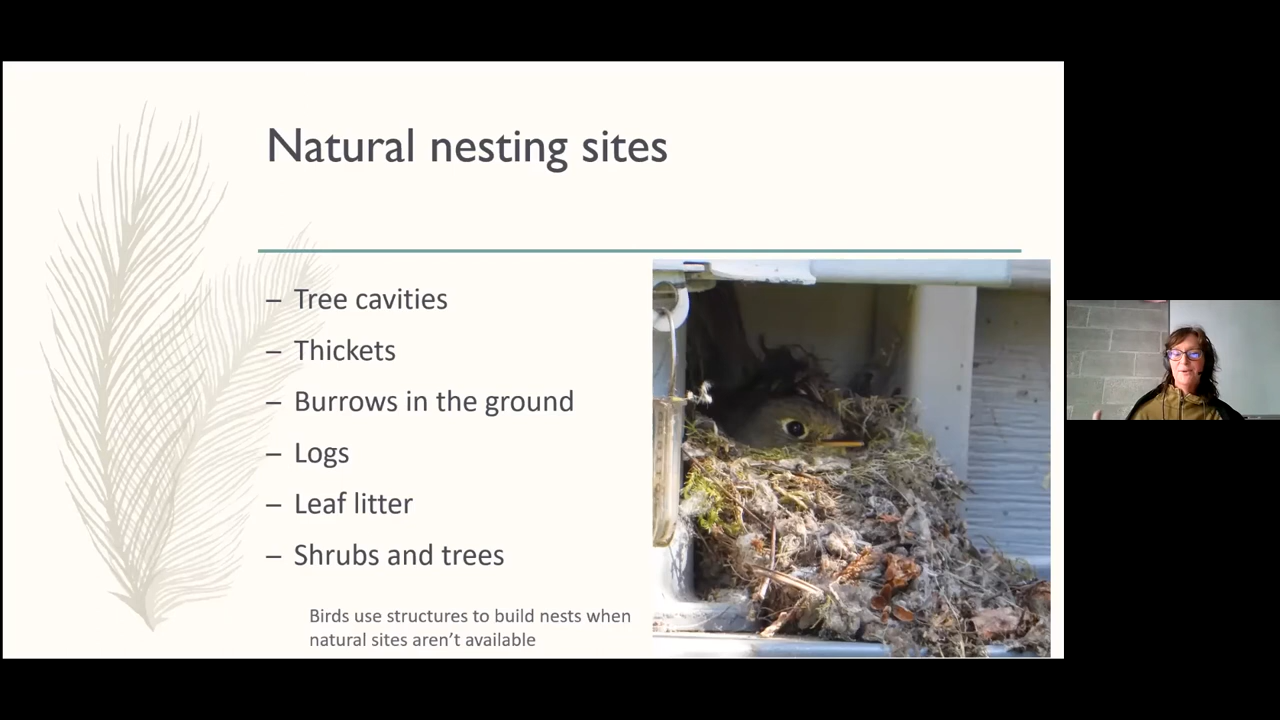 Natural nesting sites
– Tree cavities
– Thickets
– Burrows in the ground
– Logs
– Leaf litter
– Shrubs and trees
Birds use structures to build nests when
natural sites aren’t available